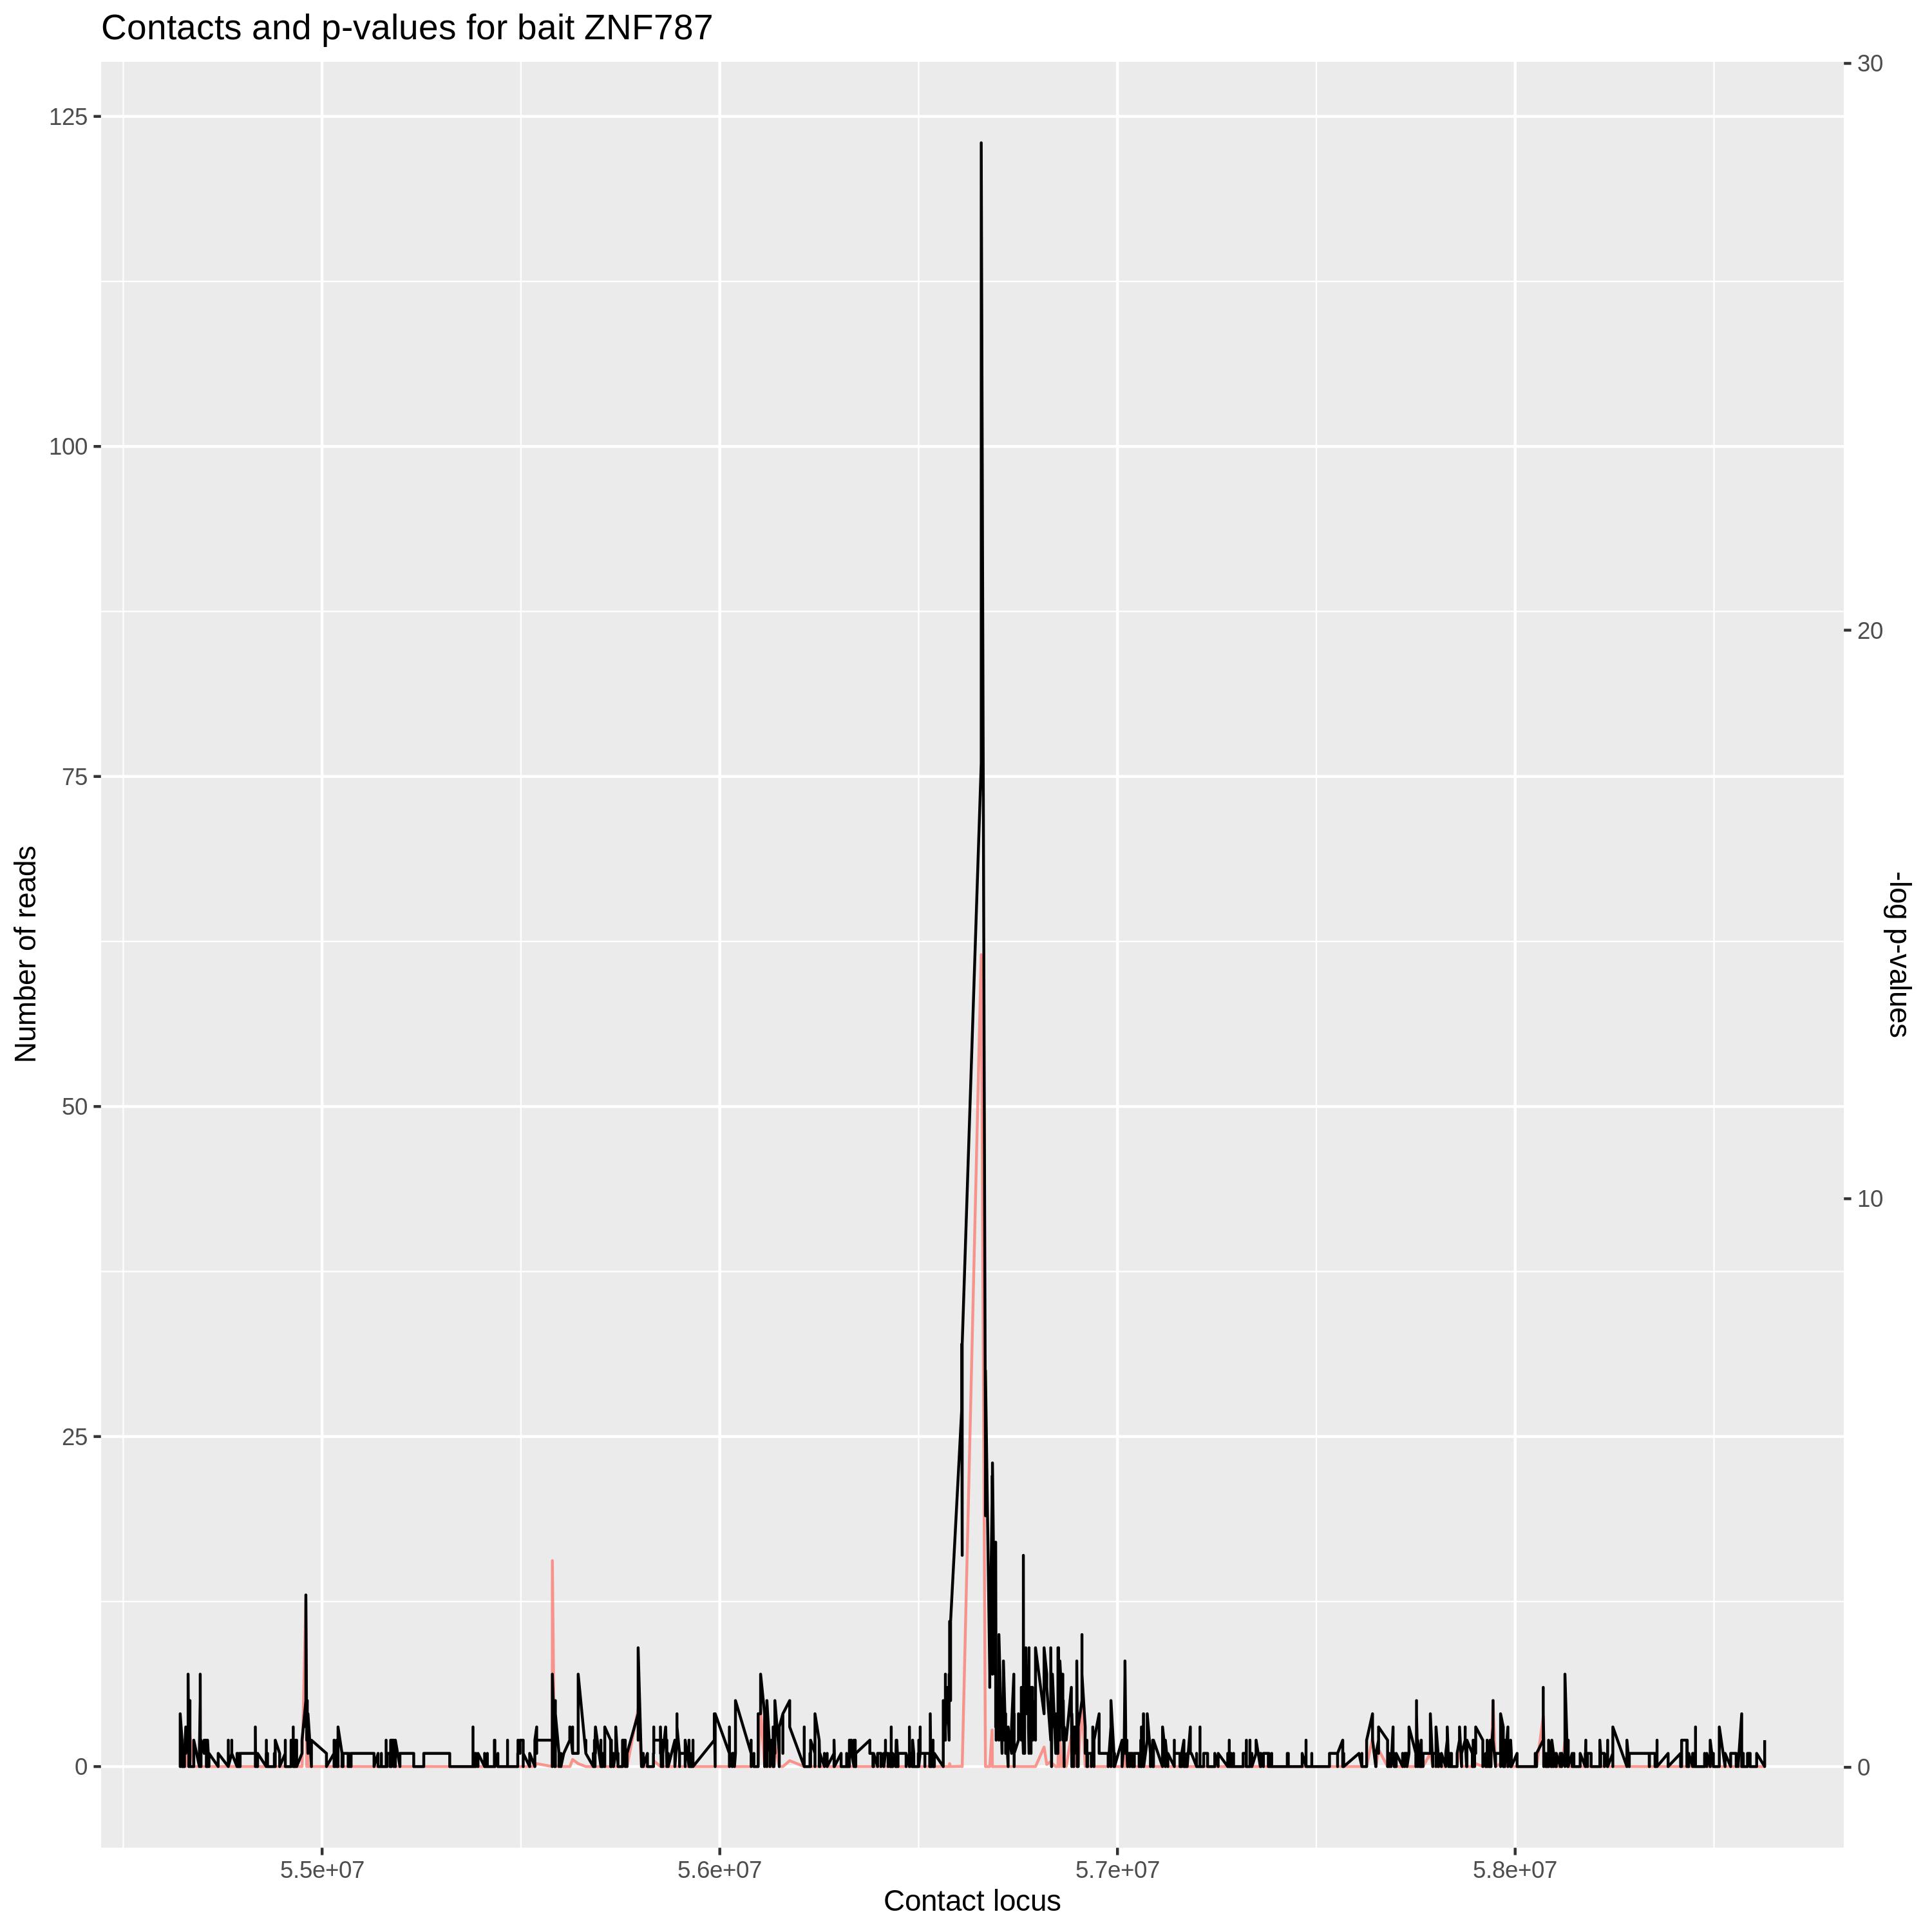 Contacts and p-values for bait ZNF787
125
100
75
50
25
0
Number of reads
30
20
10
0
-log p-values
5.5e+07
5.6e+07
5.7e+07
5.8e+07
Contact locus